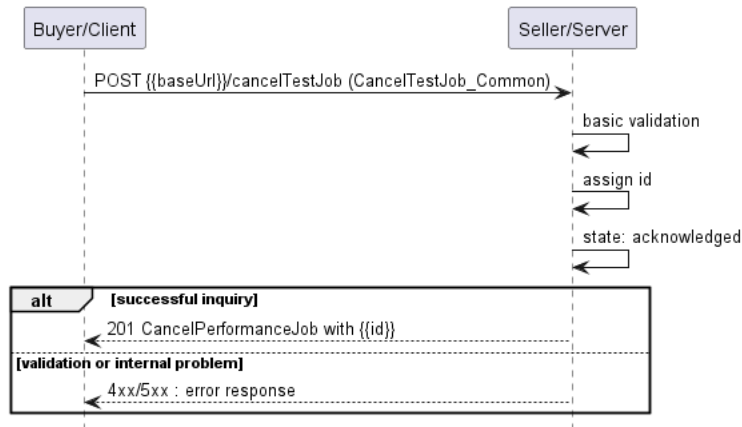 Buyer/Client
Seller/Server
POST {{baseUrl}}/cancelTestJob (CancelTestJob_Common)
basic validation
assign id
state: acknowledged
alt [successful inquiry]
201 CancelPerformanceJob with {{id}}
[validation or internal problem]
4xx/5xx : error response